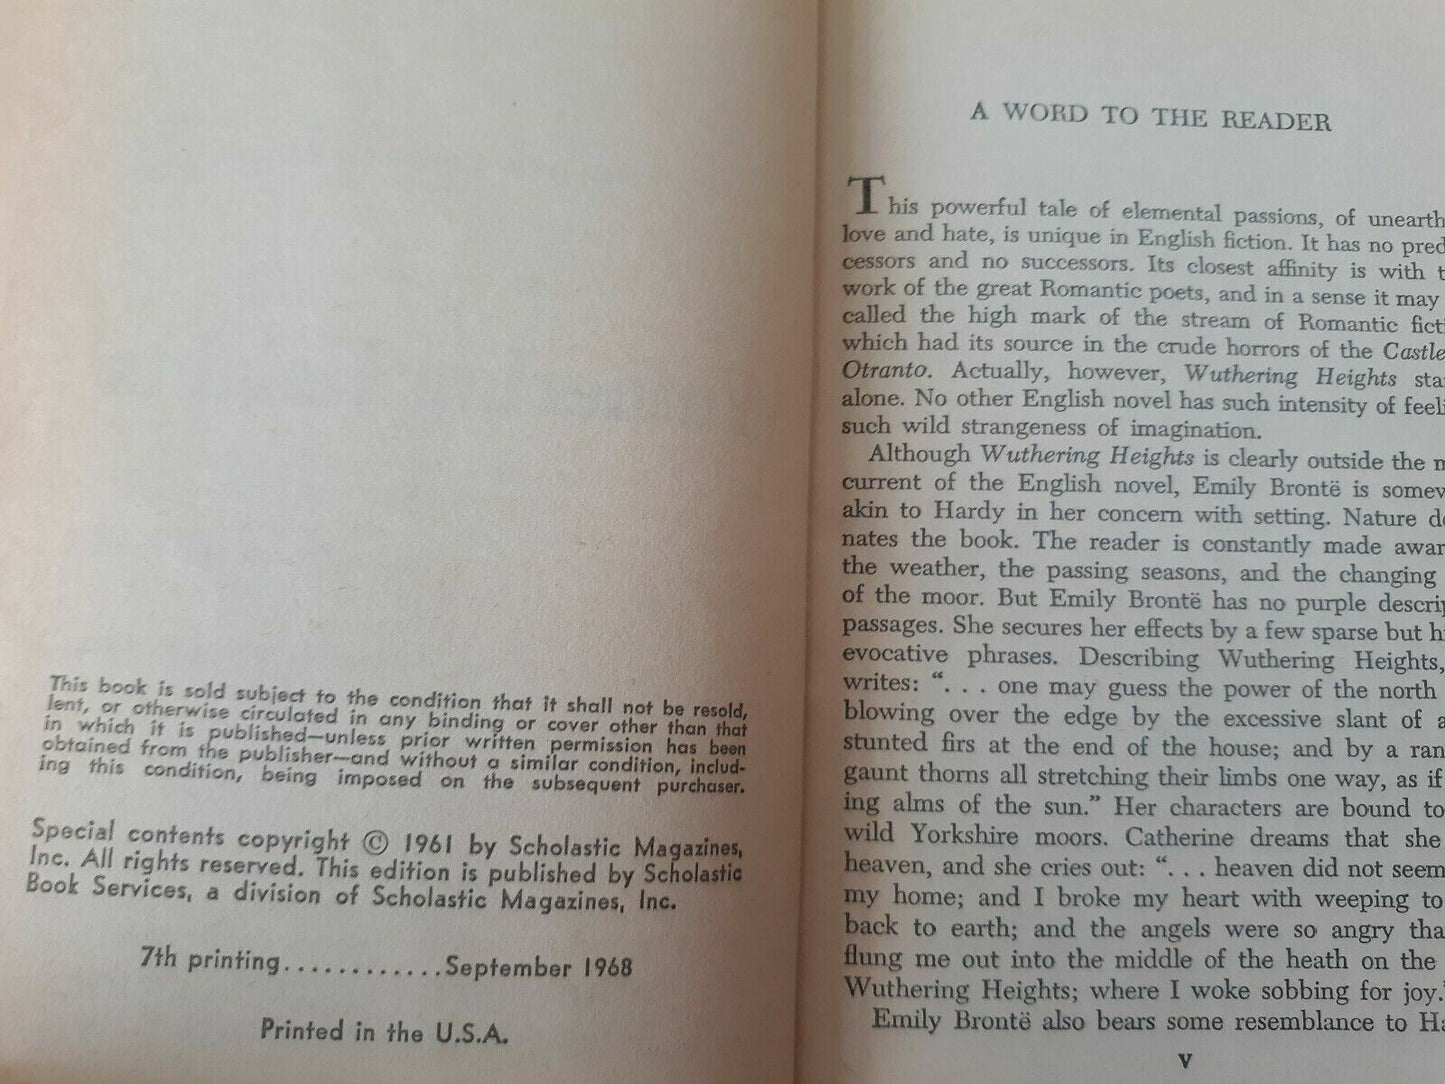 This book is sold subject to the condition that it shall not be resold,
lent, or otherwise circulated in any binding or cover other than that
in which it is published—unless prior written permission has been
obtained from the publisher—and without a similar condition, includ-
ing this condition, being imposed on the subsequent purchaser.
Special contents copyright © 1961 by Scholastic Magazines,
Inc. All rights reserved. This edition is published by Scholastic
Book Services, a division of Scholastic Magazines, Inc.
7th printing............September 1968
Printed in the U.S.A.
A WORD TO THE READER
This powerful tale of elemental passions, of unearth
love and hate, is unique in English fiction. It has no pred
cessors and no successors. Its closest affinity is with t
work of the great Romantic poets, and in a sense it may
called the high mark of the stream of Romantic ficti
which had its source in the crude horrors of the Castle
Otranto. Actually, however, Wuthering Heights sta
alone. No other English novel has such intensity of feeli
such wild strangeness of imagination.
Although Wuthering Heights is clearly outside the m
current of the English novel, Emily Brontë is somew
akin to Hardy in her concern with setting. Nature do
nates the book. The reader is constantly made awar
the weather, the passing seasons, and the changing
of the moor. But Emily Brontë has no purple descrip
passages. She secures her effects by a few sparse but hi
evocative phrases. Describing Wuthering Heights,
writes: “. . . one may guess the power of the north
blowing over the edge by the excessive slant of a
stunted firs at the end of the house; and by a ran
gaunt thorns all stretching their limbs one way, as if
ing alms of the sun.” Her characters are bound to
wild Yorkshire moors. Catherine dreams that she
heaven, and she cries out: “. . . heaven did not seem
my home; and I broke my heart with weeping to
back to earth; and the angels were so angry tha
flung me out into the middle of the heath on the
Wuthering Heights; where I woke sobbing for joy.”
Emily Brontë also bears some resemblance to Ha
V